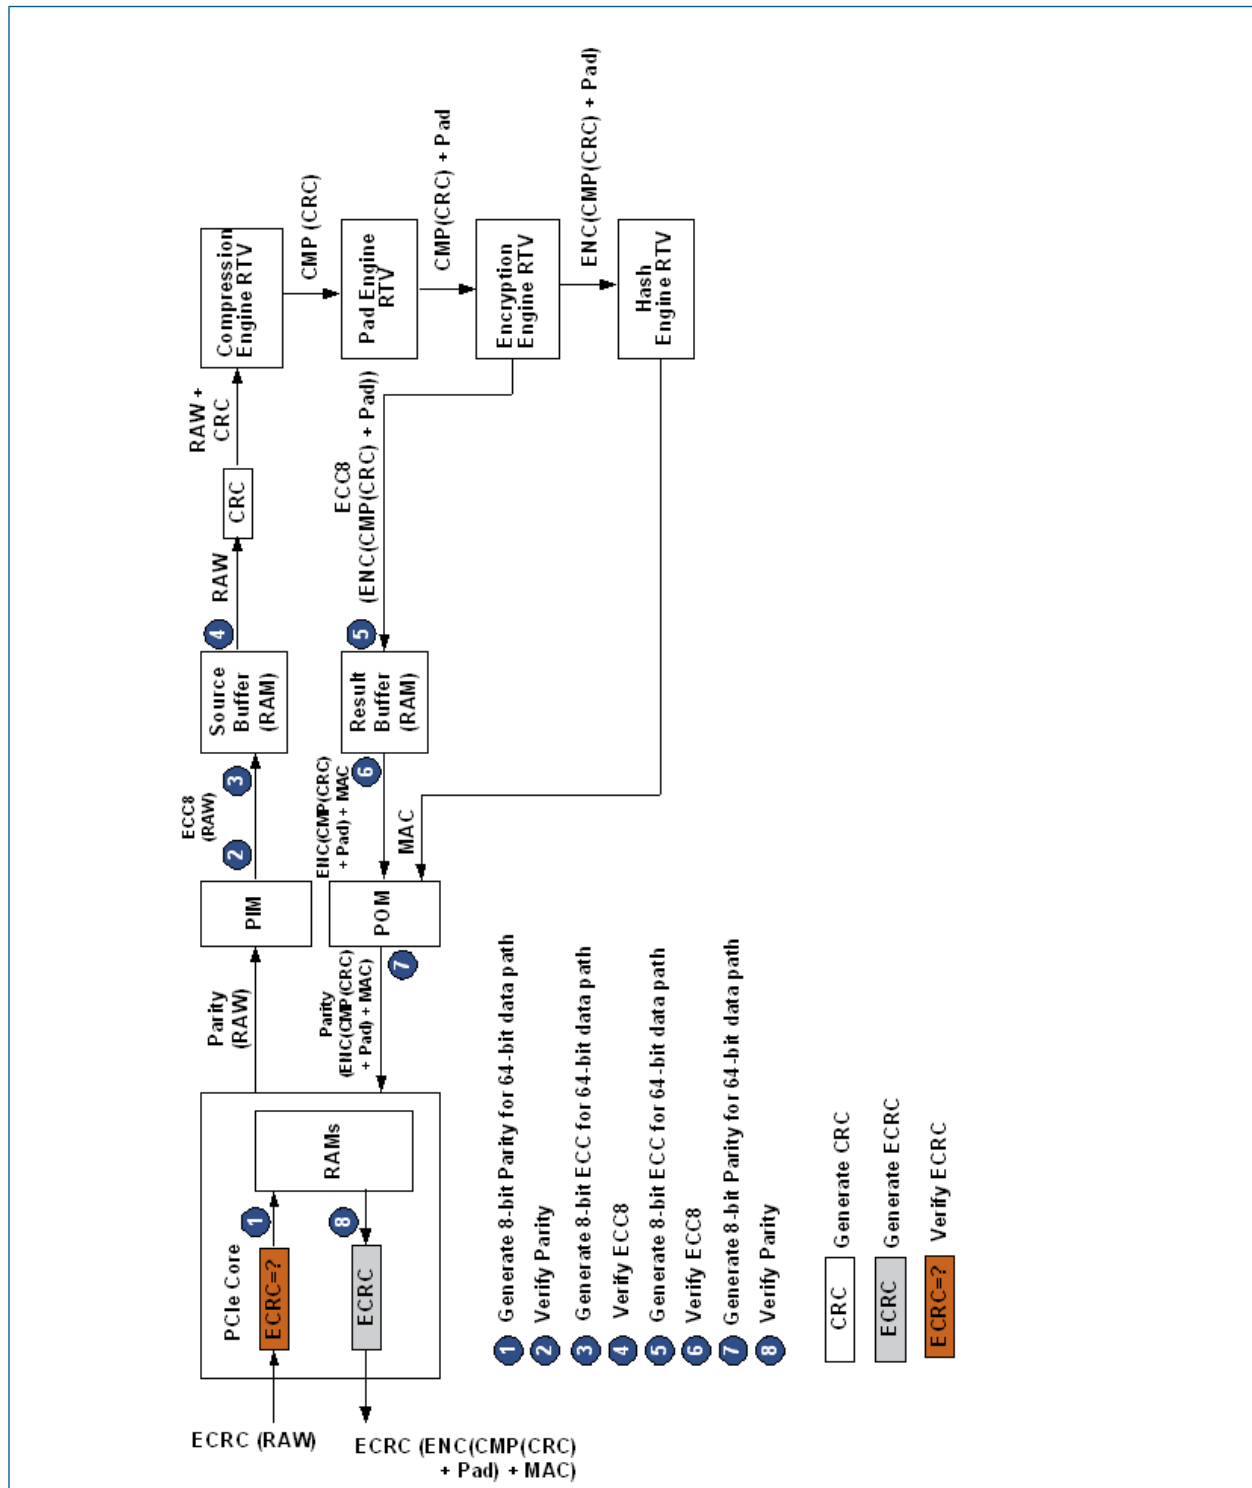 ECRC (RAW)
ECRC (ENC(CMP(CRC)
+ Pad) + MAC)
PCIe Core
ECRC=?
1
RAMs
8
ECRC
Parity
(RAW)
PIM
2
ECC8
(RAW)
3
Source
Buffer
(RAM)
4
RAW
CRC
RAW +
CRC
Compression
Engine RTV
CMP (CRC)
Pad Engine
RTV
CMP(CRC) + Pad
Encryption
Engine RTV
ENC(CMP(CRC) + Pad)
Hash
Engine RTV
ECC8
(ENC(CMP(CRC) + Pad))
5
Result
Buffer
(RAM)
6
ENC(CMP(CRC)
+ Pad) + MAC
MAC
POM
7
Parity
(ENC(CMP(CRC)
+ Pad) + MAC)
1 Generate 8-bit Parity for 64-bit data path
2 Verify Parity
3 Generate 8-bit ECC for 64-bit data path
4 Verify ECC8
5 Generate 8-bit ECC for 64-bit data path
6 Verify ECC8
7 Generate 8-bit Parity for 64-bit data path
8 Verify Parity
CRC Generate CRC
ECRC Generate ECRC
ECRC=? Verify ECRC